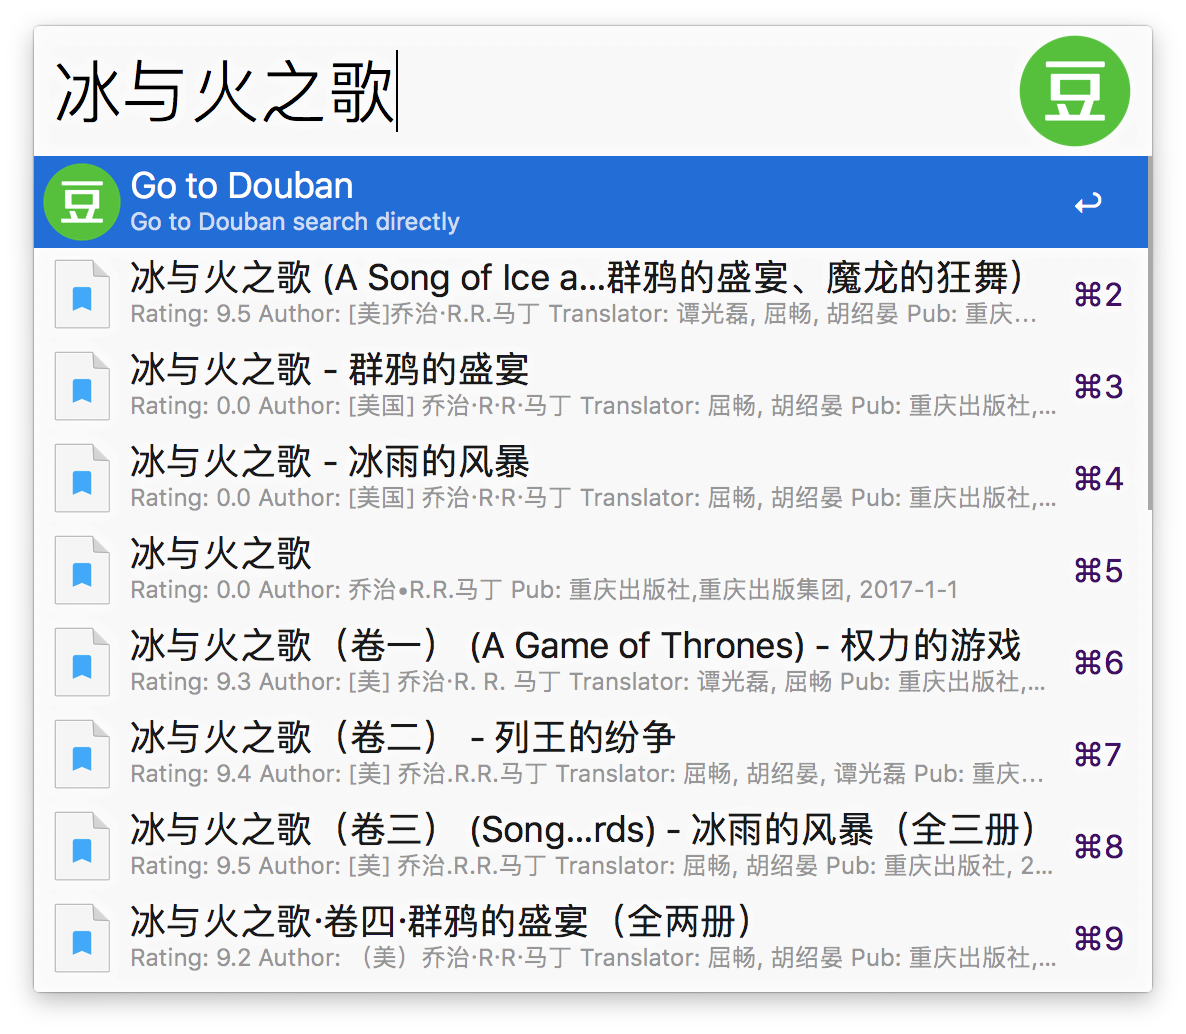 冰与火之歌
豆
豆
Go to Douban
Go to Douban search directly
冰与火之歌 (A Song of Ice a...群鸦的盛宴、魔龙的狂舞)
Rating: 9.5 Author: [美]乔治·R.R.马丁 Translator: 谭光磊, 屈畅, 胡绍晏 Pub: 重庆...
⌘2
冰与火之歌 - 群鸦的盛宴
Rating: 0.0 Author: [美国] 乔治·R·R·马丁 Translator: 屈畅, 胡绍晏 Pub: 重庆出版社,...
⌘3
冰与火之歌 - 冰雨的风暴
Rating: 0.0 Author: [美国] 乔治·R·R·马丁 Translator: 屈畅, 胡绍晏 Pub: 重庆出版社,...
⌘4
冰与火之歌
Rating: 0.0 Author: 乔治•R.R.马丁 Pub: 重庆出版社,重庆出版集团, 2017-1-1
⌘5
冰与火之歌（卷一） (A Game of Thrones) - 权力的游戏
Rating: 9.3 Author: [美] 乔治·R. R. 马丁 Translator: 谭光磊, 屈畅 Pub: 重庆出版社,...
⌘6
冰与火之歌（卷二） - 列王的纷争
Rating: 9.4 Author: [美] 乔治.R.R.马丁 Translator: 屈畅, 胡绍晏, 谭光磊 Pub: 重庆...
⌘7
冰与火之歌（卷三） (Song...rds) - 冰雨的风暴（全三册）
Rating: 9.5 Author: [美] 乔治.R.R.马丁 Translator: 屈畅, 胡绍晏 Pub: 重庆出版社, 2...
⌘8
冰与火之歌·卷四·群鸦的盛宴（全两册）
Rating: 9.2 Author: （美）乔治·R·R·马丁 Translator: 屈畅, 胡绍晏 Pub: 重庆出版社,...
⌘9